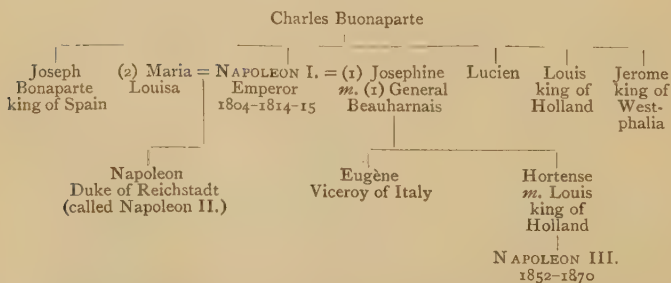 Charles Buonaparte
Joseph
Bonaparte
king of Spain
(2) Maria = NAPOLEON I. = (1) Josephine
Louisa
Emperor
1804–1814–15
m. (1) General
Beauharnais
Lucien
Louis
king of
Holland
Jerome
king of
West-
phalia
Napoleon
Duke of Reichstadt
(called Napoleon II.)
Eugène
Viceroy of Italy
Hortense
m. Louis
king of
Holland
NAPOLEON III.
1852–1870